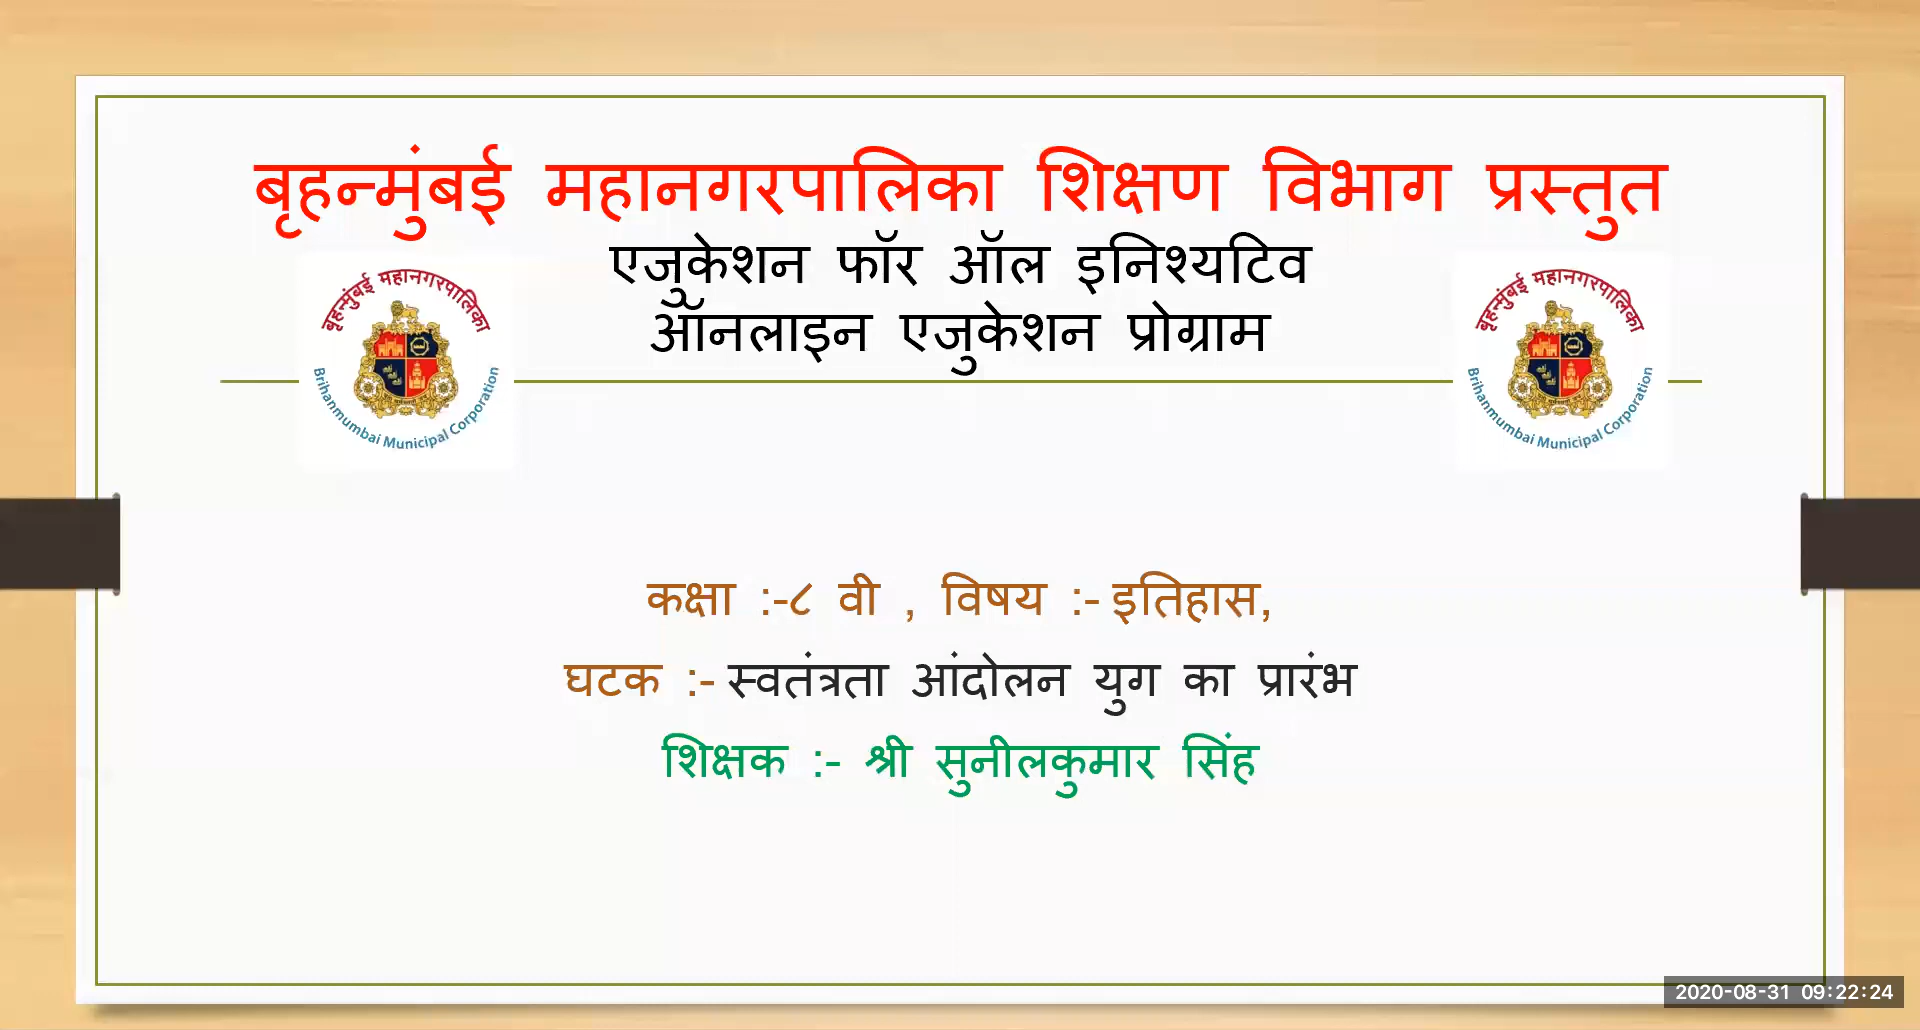 बृहन्मुंबई महानगरपालिका शिक्षण विभाग प्रस्तुत
एजुकेशन फॉर ऑल इनिश्यटिव
ऑनलाइन एजुकेशन प्रोग्राम
बृहन्मुंबई महानगरपालिका
Brihanmumbai Municipal Corporation
बृहन्मुंबई महानगरपालिका
Brihanmumbai Municipal Corporation
कक्षा :-८ वी , विषय :- इतिहास,
घटक :- स्वतंत्रता आंदोलन युग का प्रारंभ
शिक्षक :- श्री सुनीलकुमार सिंह
2020-08-31 09:22:24